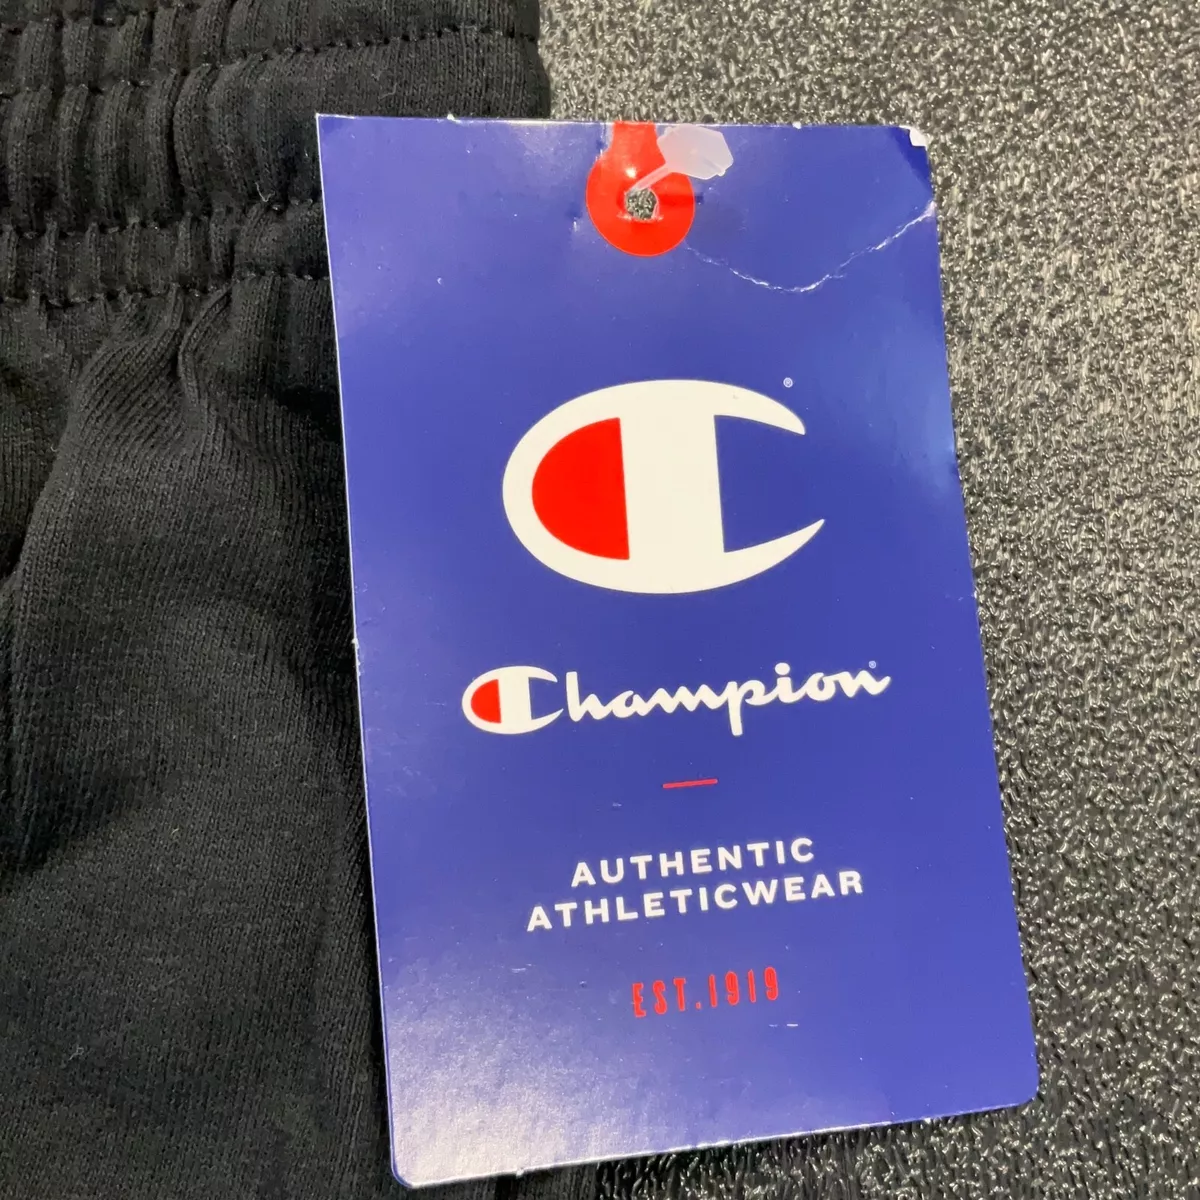 ®
Champion®
AUTHENTIC
ATHLETICWEAR
EST.1919